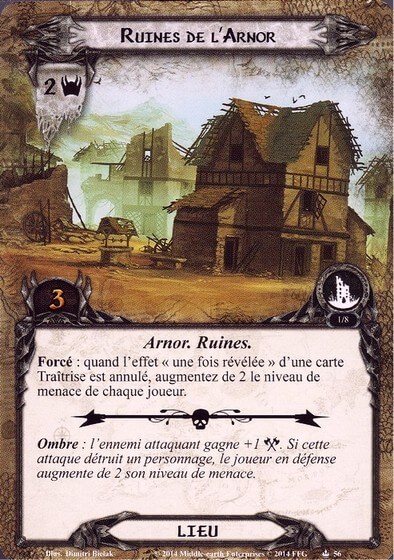 RUINES DE L'ARNOR
2
3
1/8
Arnor. Ruines.
Forcé : quand l'effet « une fois révélée » d'une carte
Traîtrise est annulé, augmentez de 2 le niveau de
menace de chaque joueur.
Ombre : l'ennemi attaquant gagne +1 . Si cette
attaque détruit un personnage, le joueur en défense
augmente de 2 son niveau de menace.
LIEU
Illus. Dimitri Bielak © 2014 Middle-earth Enterprises © 2014 FFG 56